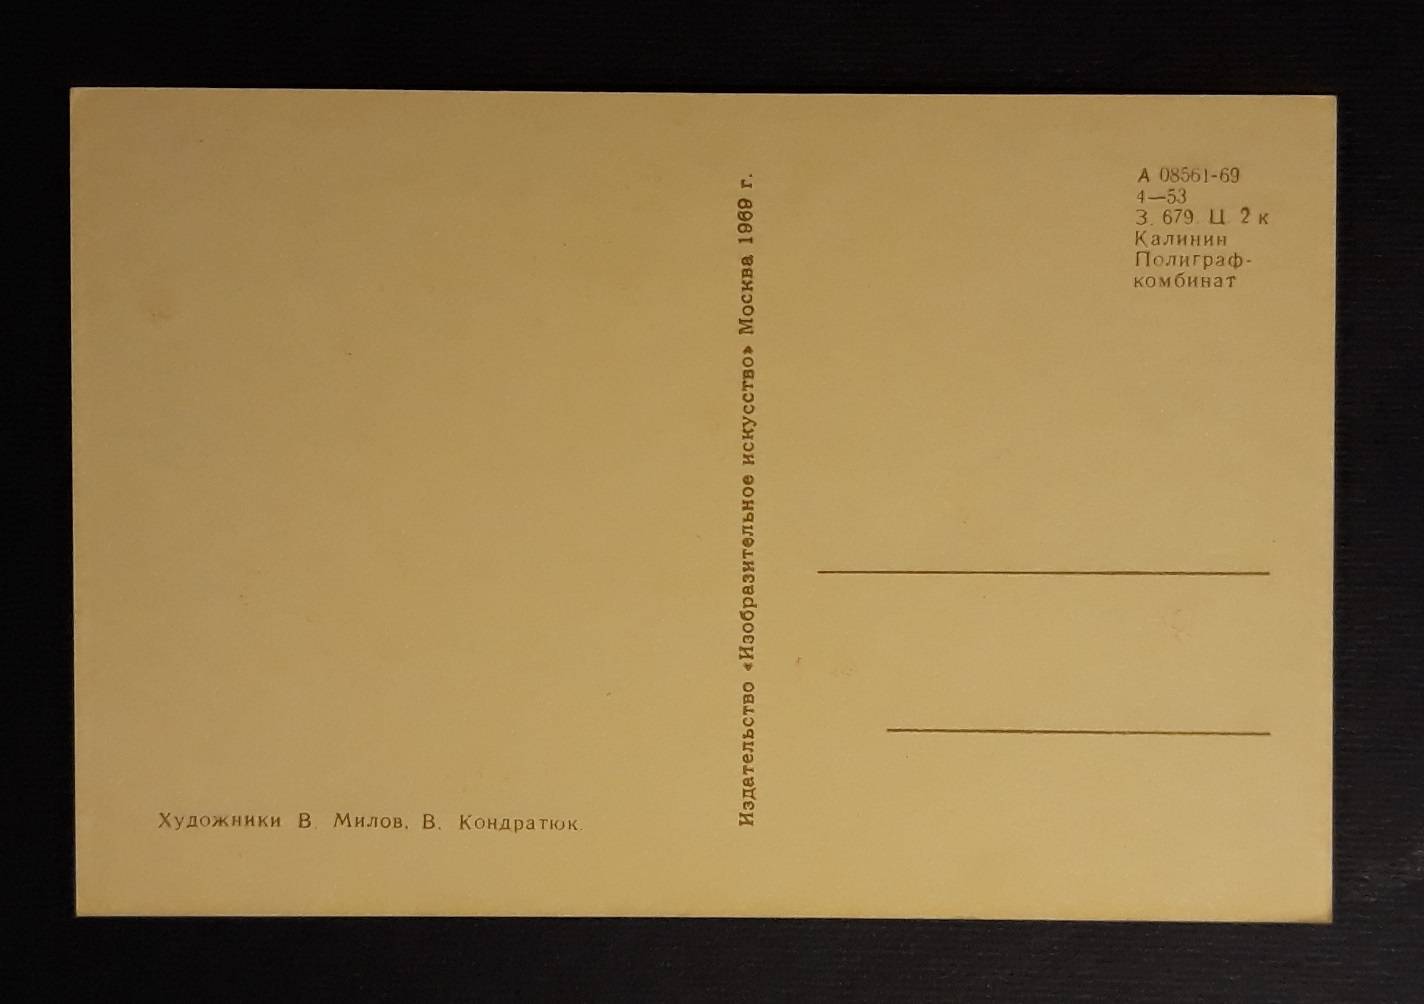 Художники В. Милов, В. Кондратюк.
Издательство «Изобразительное искусство» Москва 1969 г.
А 08561-69
4—53
З. 679. Ц. 2 к
Калинин
Полиграф-
комбинат